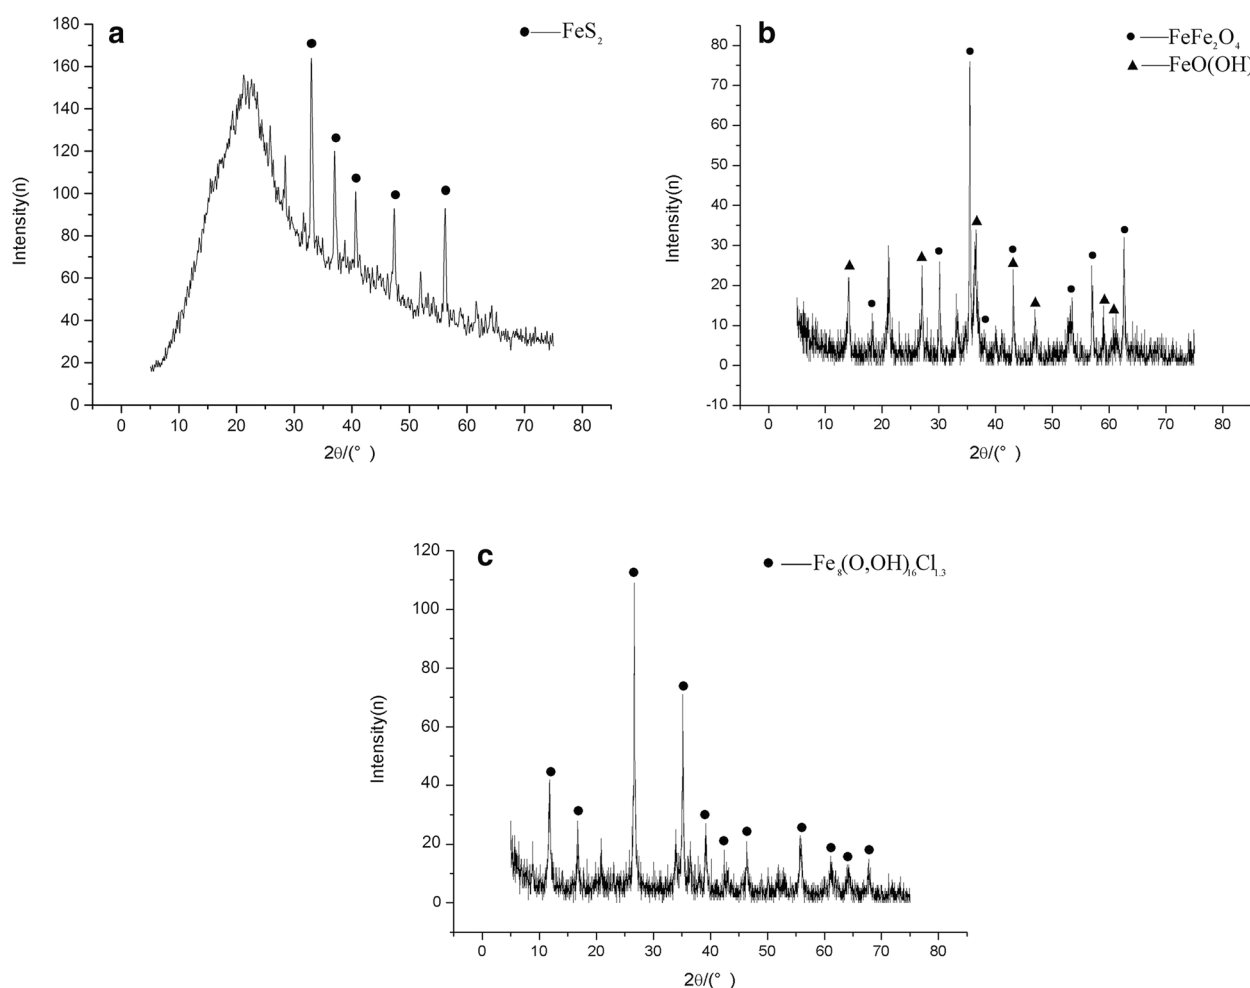 a
●—FeS₂
180
160
140
120
100
80
60
40
20
0
Intensity(n)
0 10 20 30 40 50 60 70 80
2θ/(° )
b
●—FeFe₂O₄
▲—FeO(OH)
80
70
60
50
40
30
20
10
0
-10
Intensity(n)
0 10 20 30 40 50 60 70 80
2θ/(° )
c
●—Fe₈(O,OH)₁₆Cl₁.₃
120
100
80
60
40
20
0
Intensity(n)
0 10 20 30 40 50 60 70 80
2θ/(° )